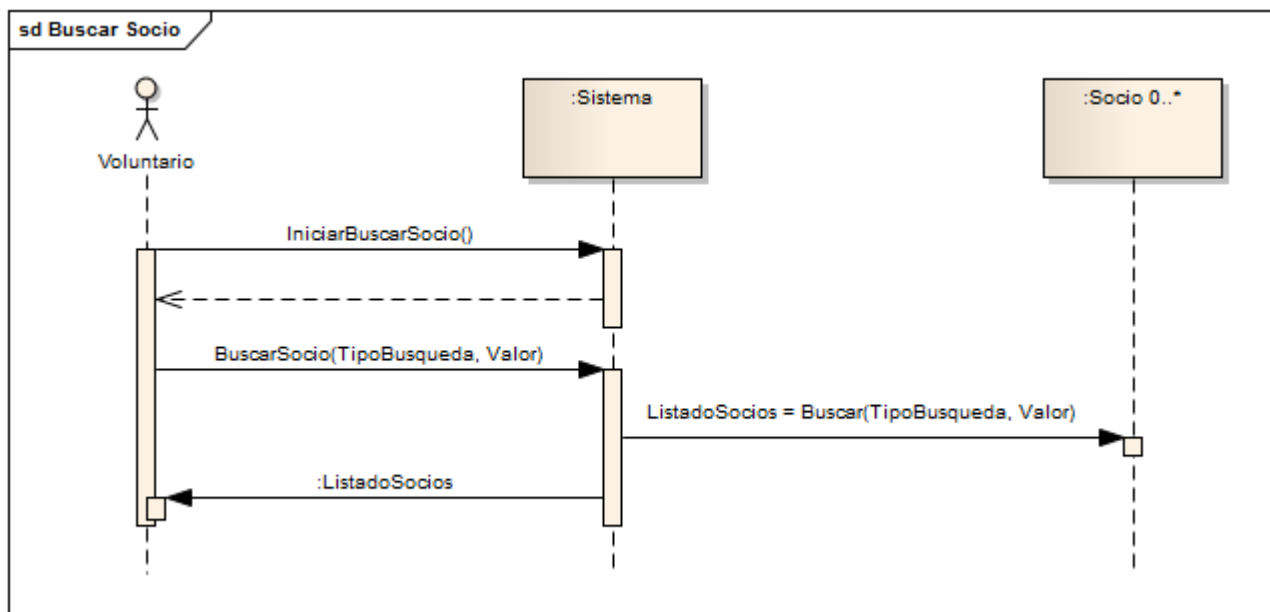 sd Buscar Socio
:Sistema
:Socio 0..*
Voluntario
IniciarBuscarSocio()
BuscarSocio(TipoBusqueda, Valor)
ListadoSocios = Buscar(TipoBusqueda, Valor)
:ListadoSocios